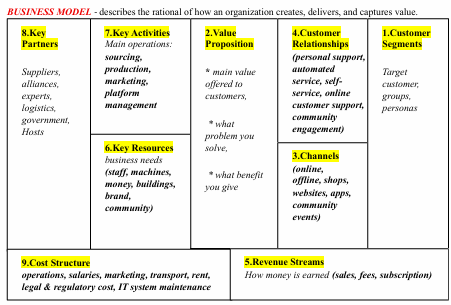 BUSINESS MODEL - describes the rational of how an organization creates, delivers, and captures value.
8.Key
Partners
Suppliers,
alliances,
experts,
logistics,
government,
Hosts
7.Key Activities
Main operations:
sourcing,
production,
marketing,
platform
management
6.Key Resources
business needs
(staff, machines,
money, buildings,
brand,
community)
2.Value
Proposition
* main value
offered to
customers,
* what
problem you
solve,
* what benefit
you give
4.Customer
Relationships
(personal support,
automated
service, self-
service, online
customer support,
community
engagement)
3.Channels
(online,
offline, shops,
websites, apps,
community
events)
1.Customer
Segments
Target
customer,
groups,
personas
9.Cost Structure
operations, salaries, marketing, transport, rent,
legal & regulatory cost, IT system maintenance
5.Revenue Streams
How money is earned (sales, fees, subscription)